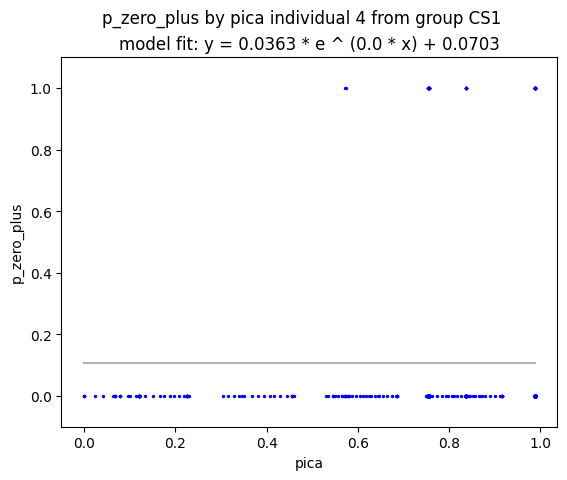 p_zero_plus by pica individual 4 from group CS1
model fit: y = 0.0363 * e ^ (0.0 * x) + 0.0703
1.0
0.8
0.6
0.4
0.2
0.0
p_zero_plus
0.0 0.2 0.4 0.6 0.8 1.0
pica